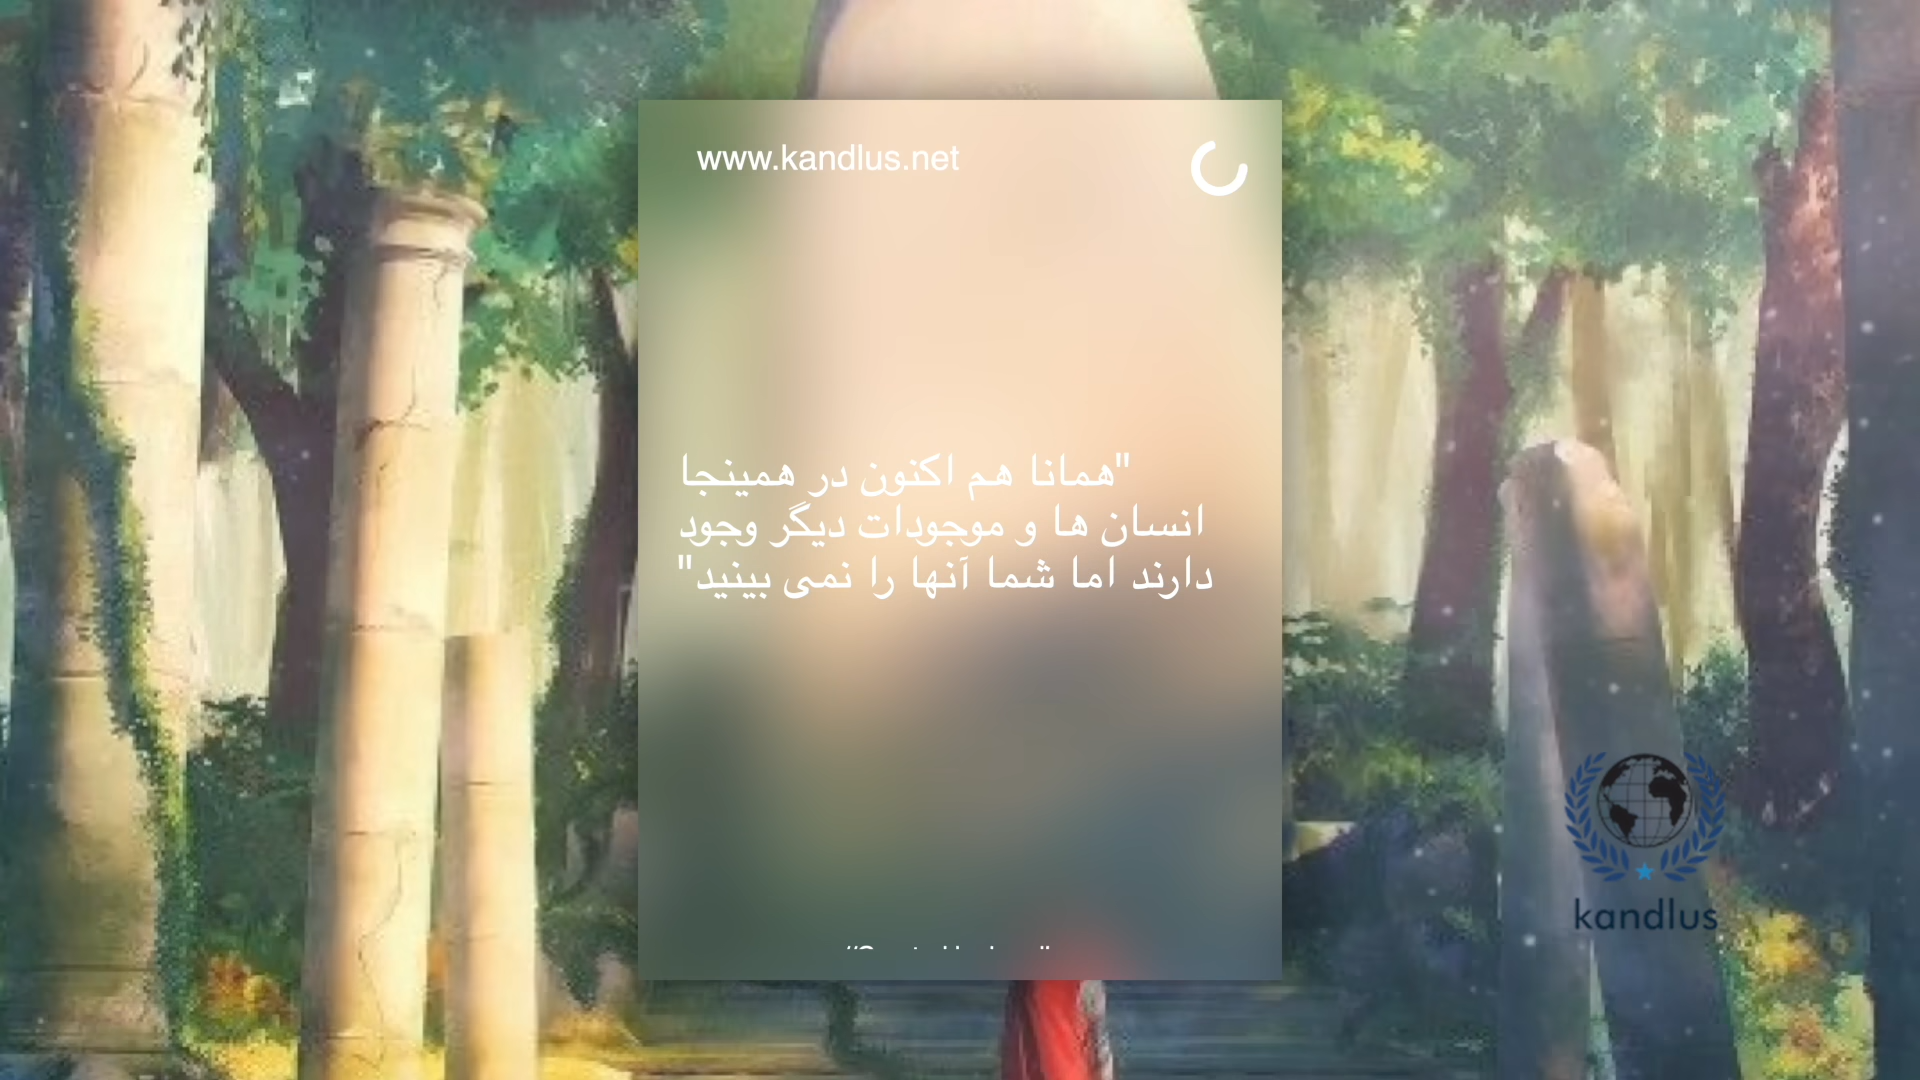 www.kandlus.net
"همانا هم اکنون در همینجا
انسان ها و موجودات دیگر وجود
دارند اما شما آنها را نمی بینید"
kandlus